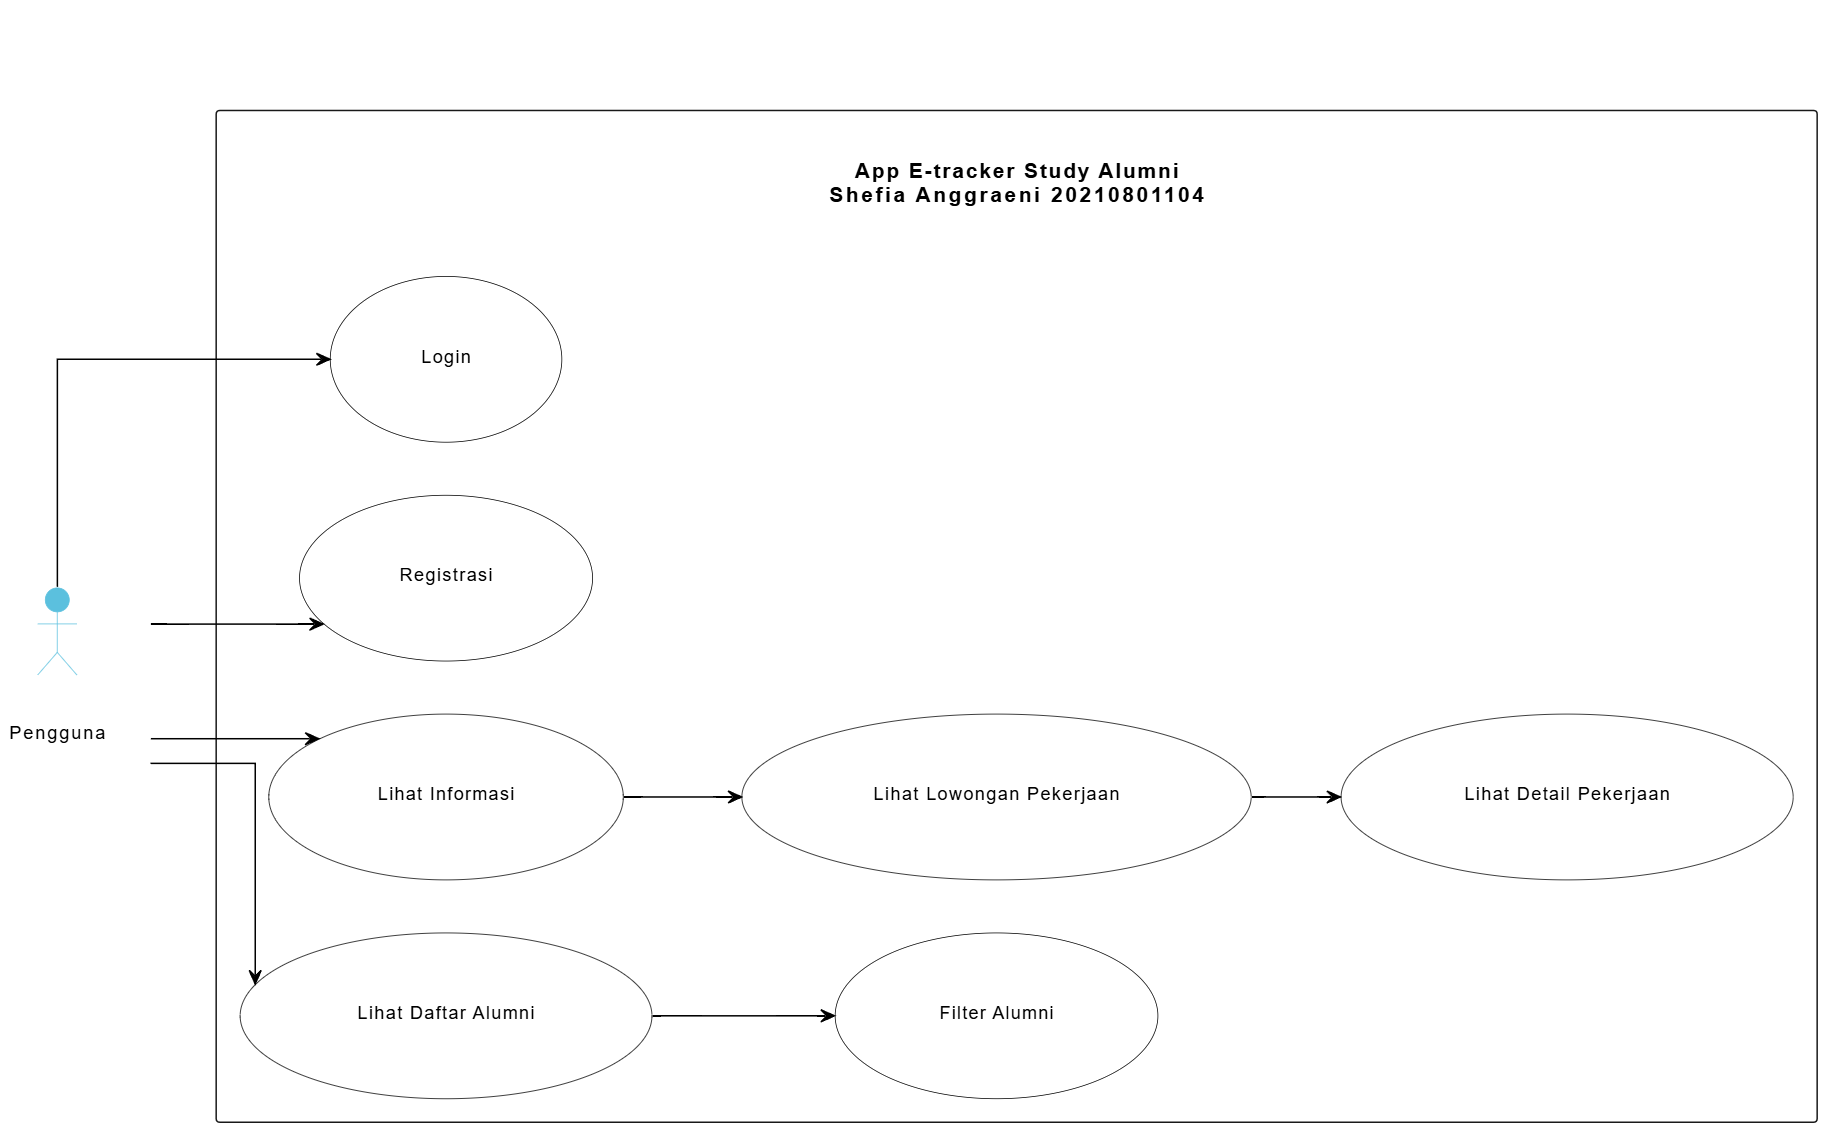 App E-tracker Study Alumni
Shefia Anggraeni 20210801104
Login
Registrasi
Pengguna
Lihat Informasi
Lihat Lowongan Pekerjaan
Lihat Detail Pekerjaan
Lihat Daftar Alumni
Filter Alumni